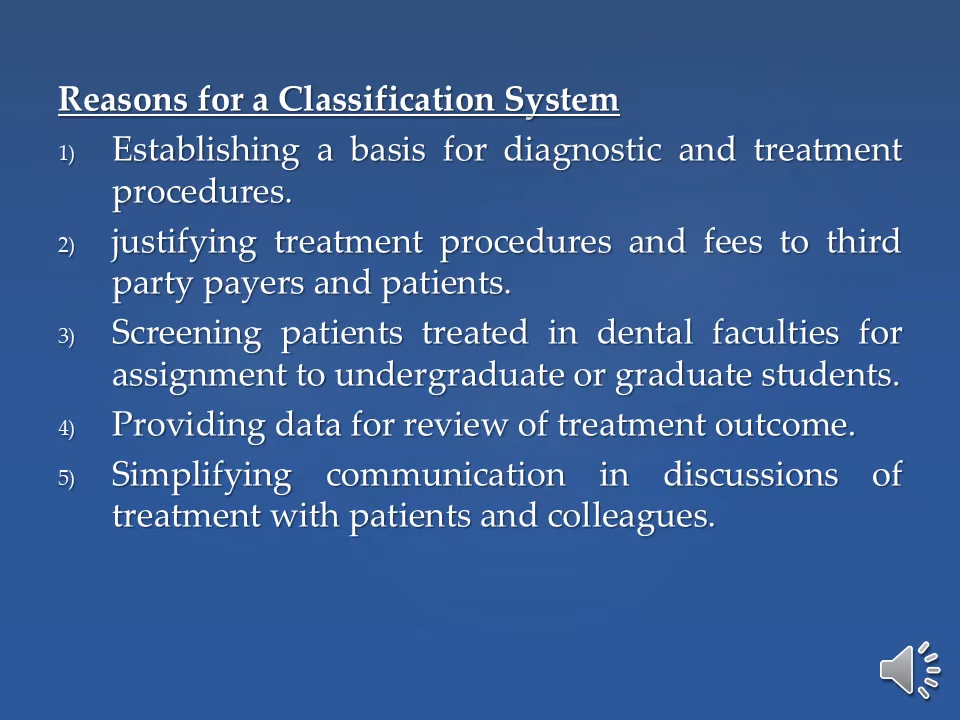 Reasons for a Classification System
1) Establishing a basis for diagnostic and treatment
procedures.
2) justifying treatment procedures and fees to third
party payers and patients.
3) Screening patients treated in dental faculties for
assignment to undergraduate or graduate students.
4) Providing data for review of treatment outcome.
5) Simplifying communication in discussions of
treatment with patients and colleagues.